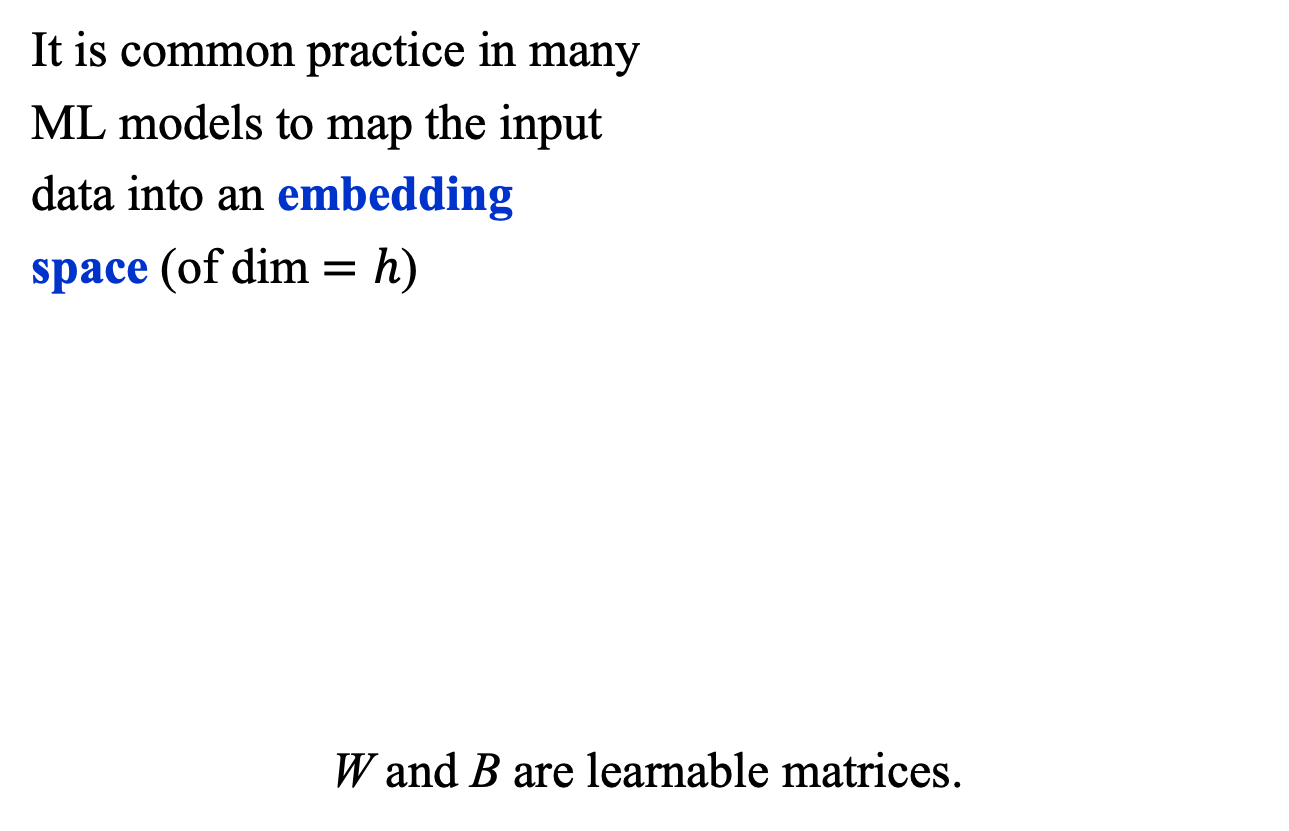 It is common practice in many
ML models to map the input
data into an embedding
space (of dim = h)
W and B are learnable matrices.